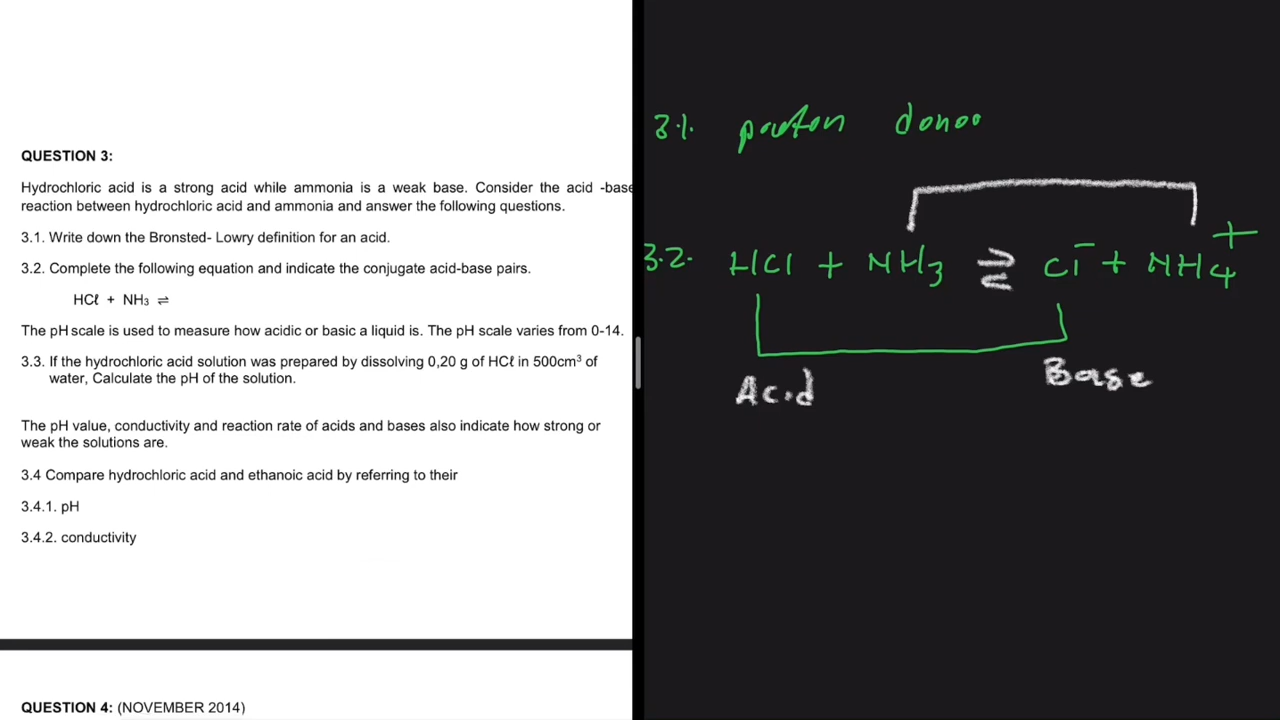 QUESTION 3:
Hydrochloric acid is a strong acid while ammonia is a weak base. Consider the acid -base
reaction between hydrochloric acid and ammonia and answer the following questions.
3.1. Write down the Bronsted- Lowry definition for an acid.
3.2. Complete the following equation and indicate the conjugate acid-base pairs.
HCℓ + NH₃ ⇌
The pH scale is used to measure how acidic or basic a liquid is. The pH scale varies from 0-14.
3.3. If the hydrochloric acid solution was prepared by dissolving 0,20 g of HCℓ in 500cm³ of
water, Calculate the pH of the solution.
The pH value, conductivity and reaction rate of acids and bases also indicate how strong or
weak the solutions are.
3.4 Compare hydrochloric acid and ethanoic acid by referring to their
3.4.1. pH
3.4.2. conductivity
QUESTION 4: (NOVEMBER 2014)
3.1. proton donor
3.2. HCl + NH₃ ⇌ Cl⁻ + NH₄⁺
Acid Base